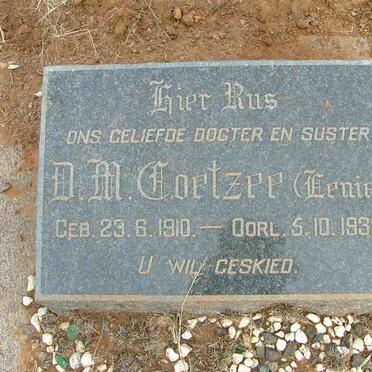 Hier Rus
ONS GELIEFDE DOGTER EN SUSTER
D.M. Coetzee (Lenie
GEB. 23.6.1910. — OORL. 5.10.193
U WIL GESKIED.